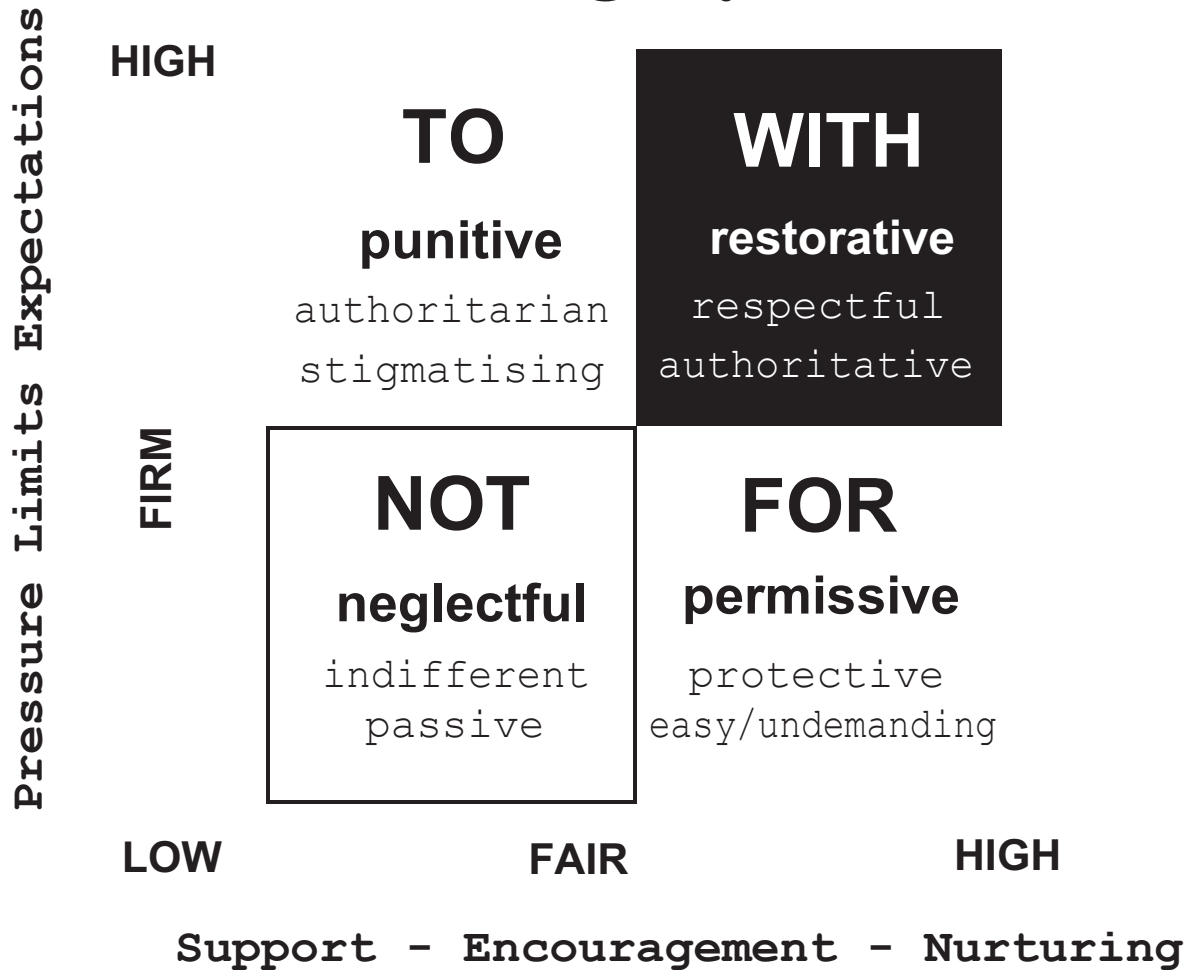 Pressure Limits Expectations
HIGH
TO
punitive
authoritarian
stigmatising
WITH
restorative
respectful
authoritative
FIRM
NOT
neglectful
indifferent
passive
FOR
permissive
protective
easy/undemanding
LOW
FAIR
HIGH
Support - Encouragement - Nurturing